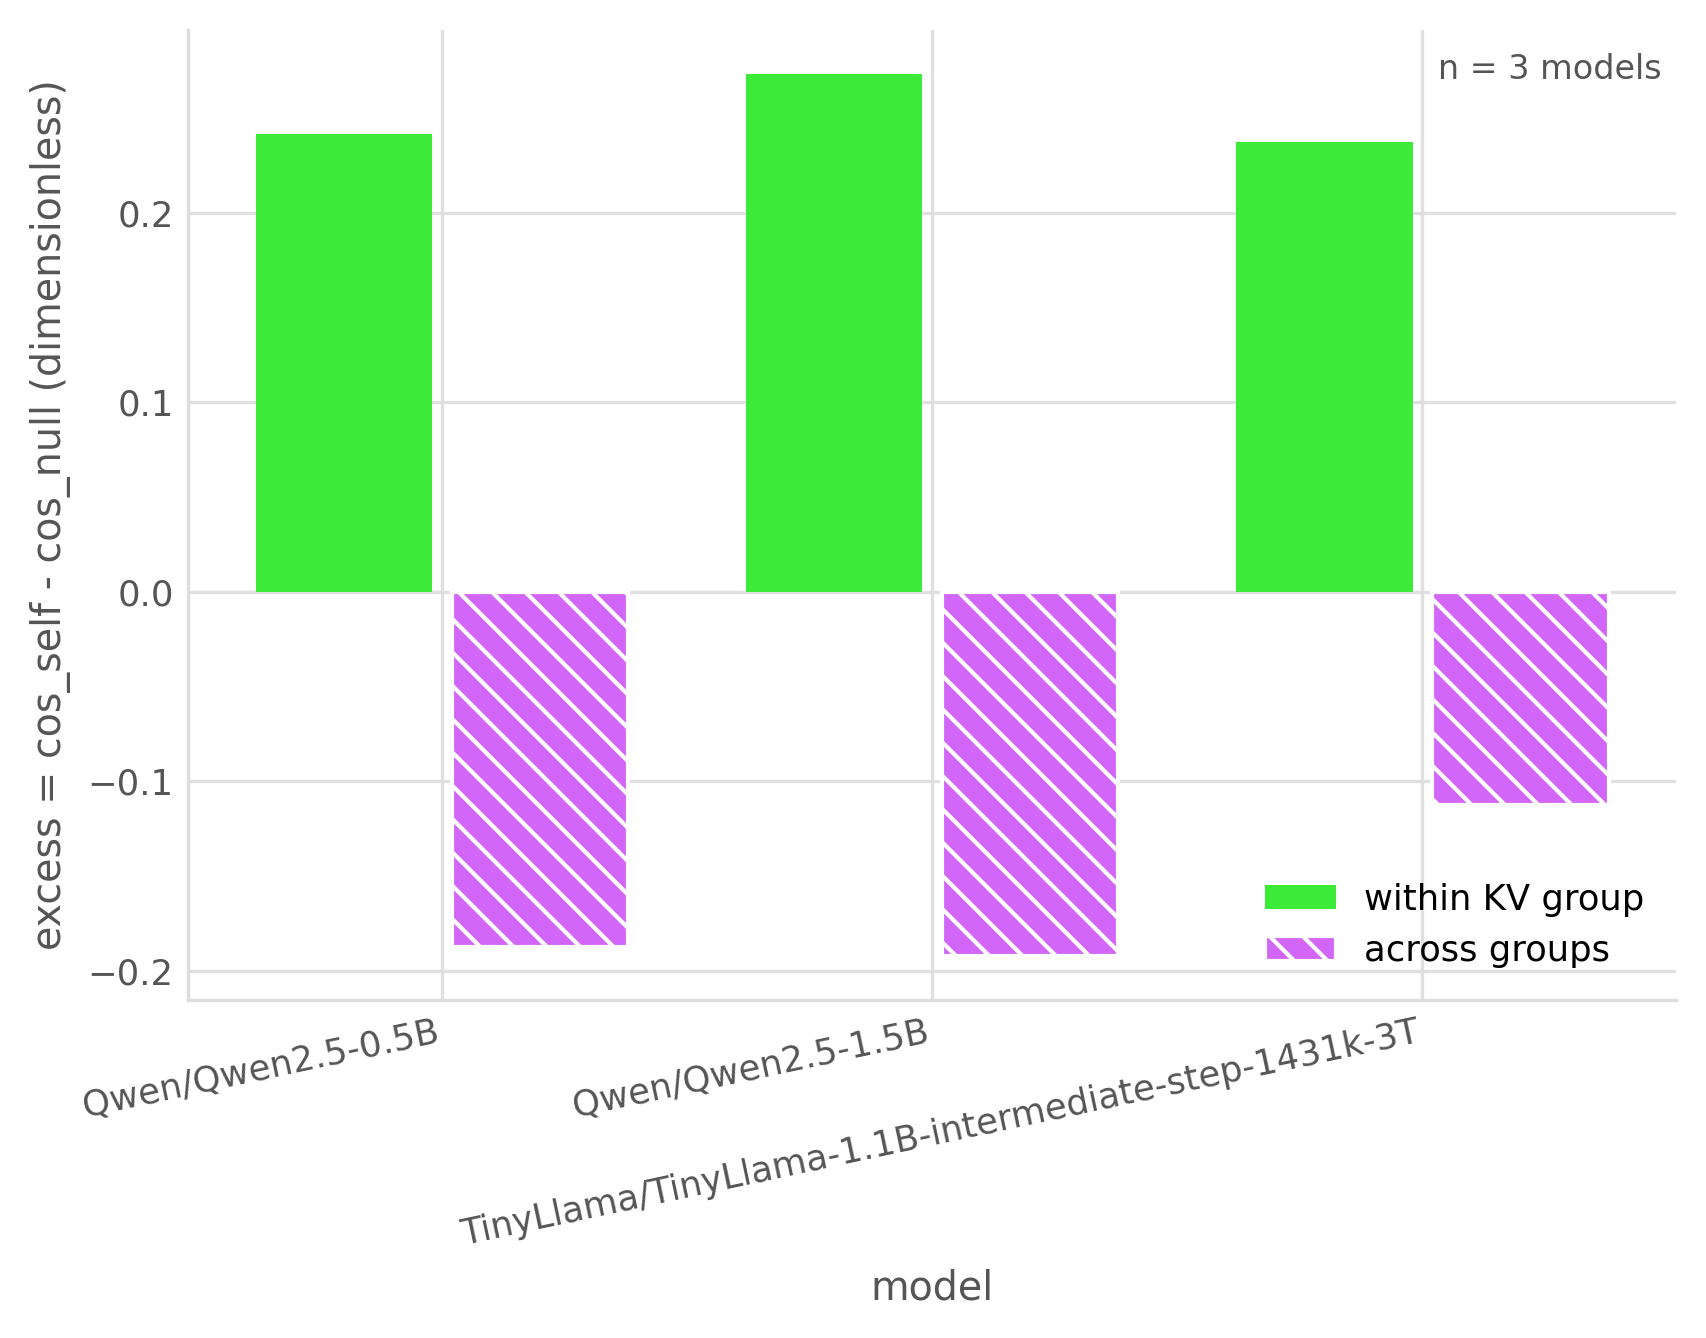 n = 3 models
excess = cos_self - cos_null (dimensionless)
0.2
0.1
0.0
−0.1
−0.2
within KV group
across groups
Qwen/Qwen2.5-0.5B
Qwen/Qwen2.5-1.5B
TinyLlama/TinyLlama-1.1B-intermediate-step-1431k-3T
model